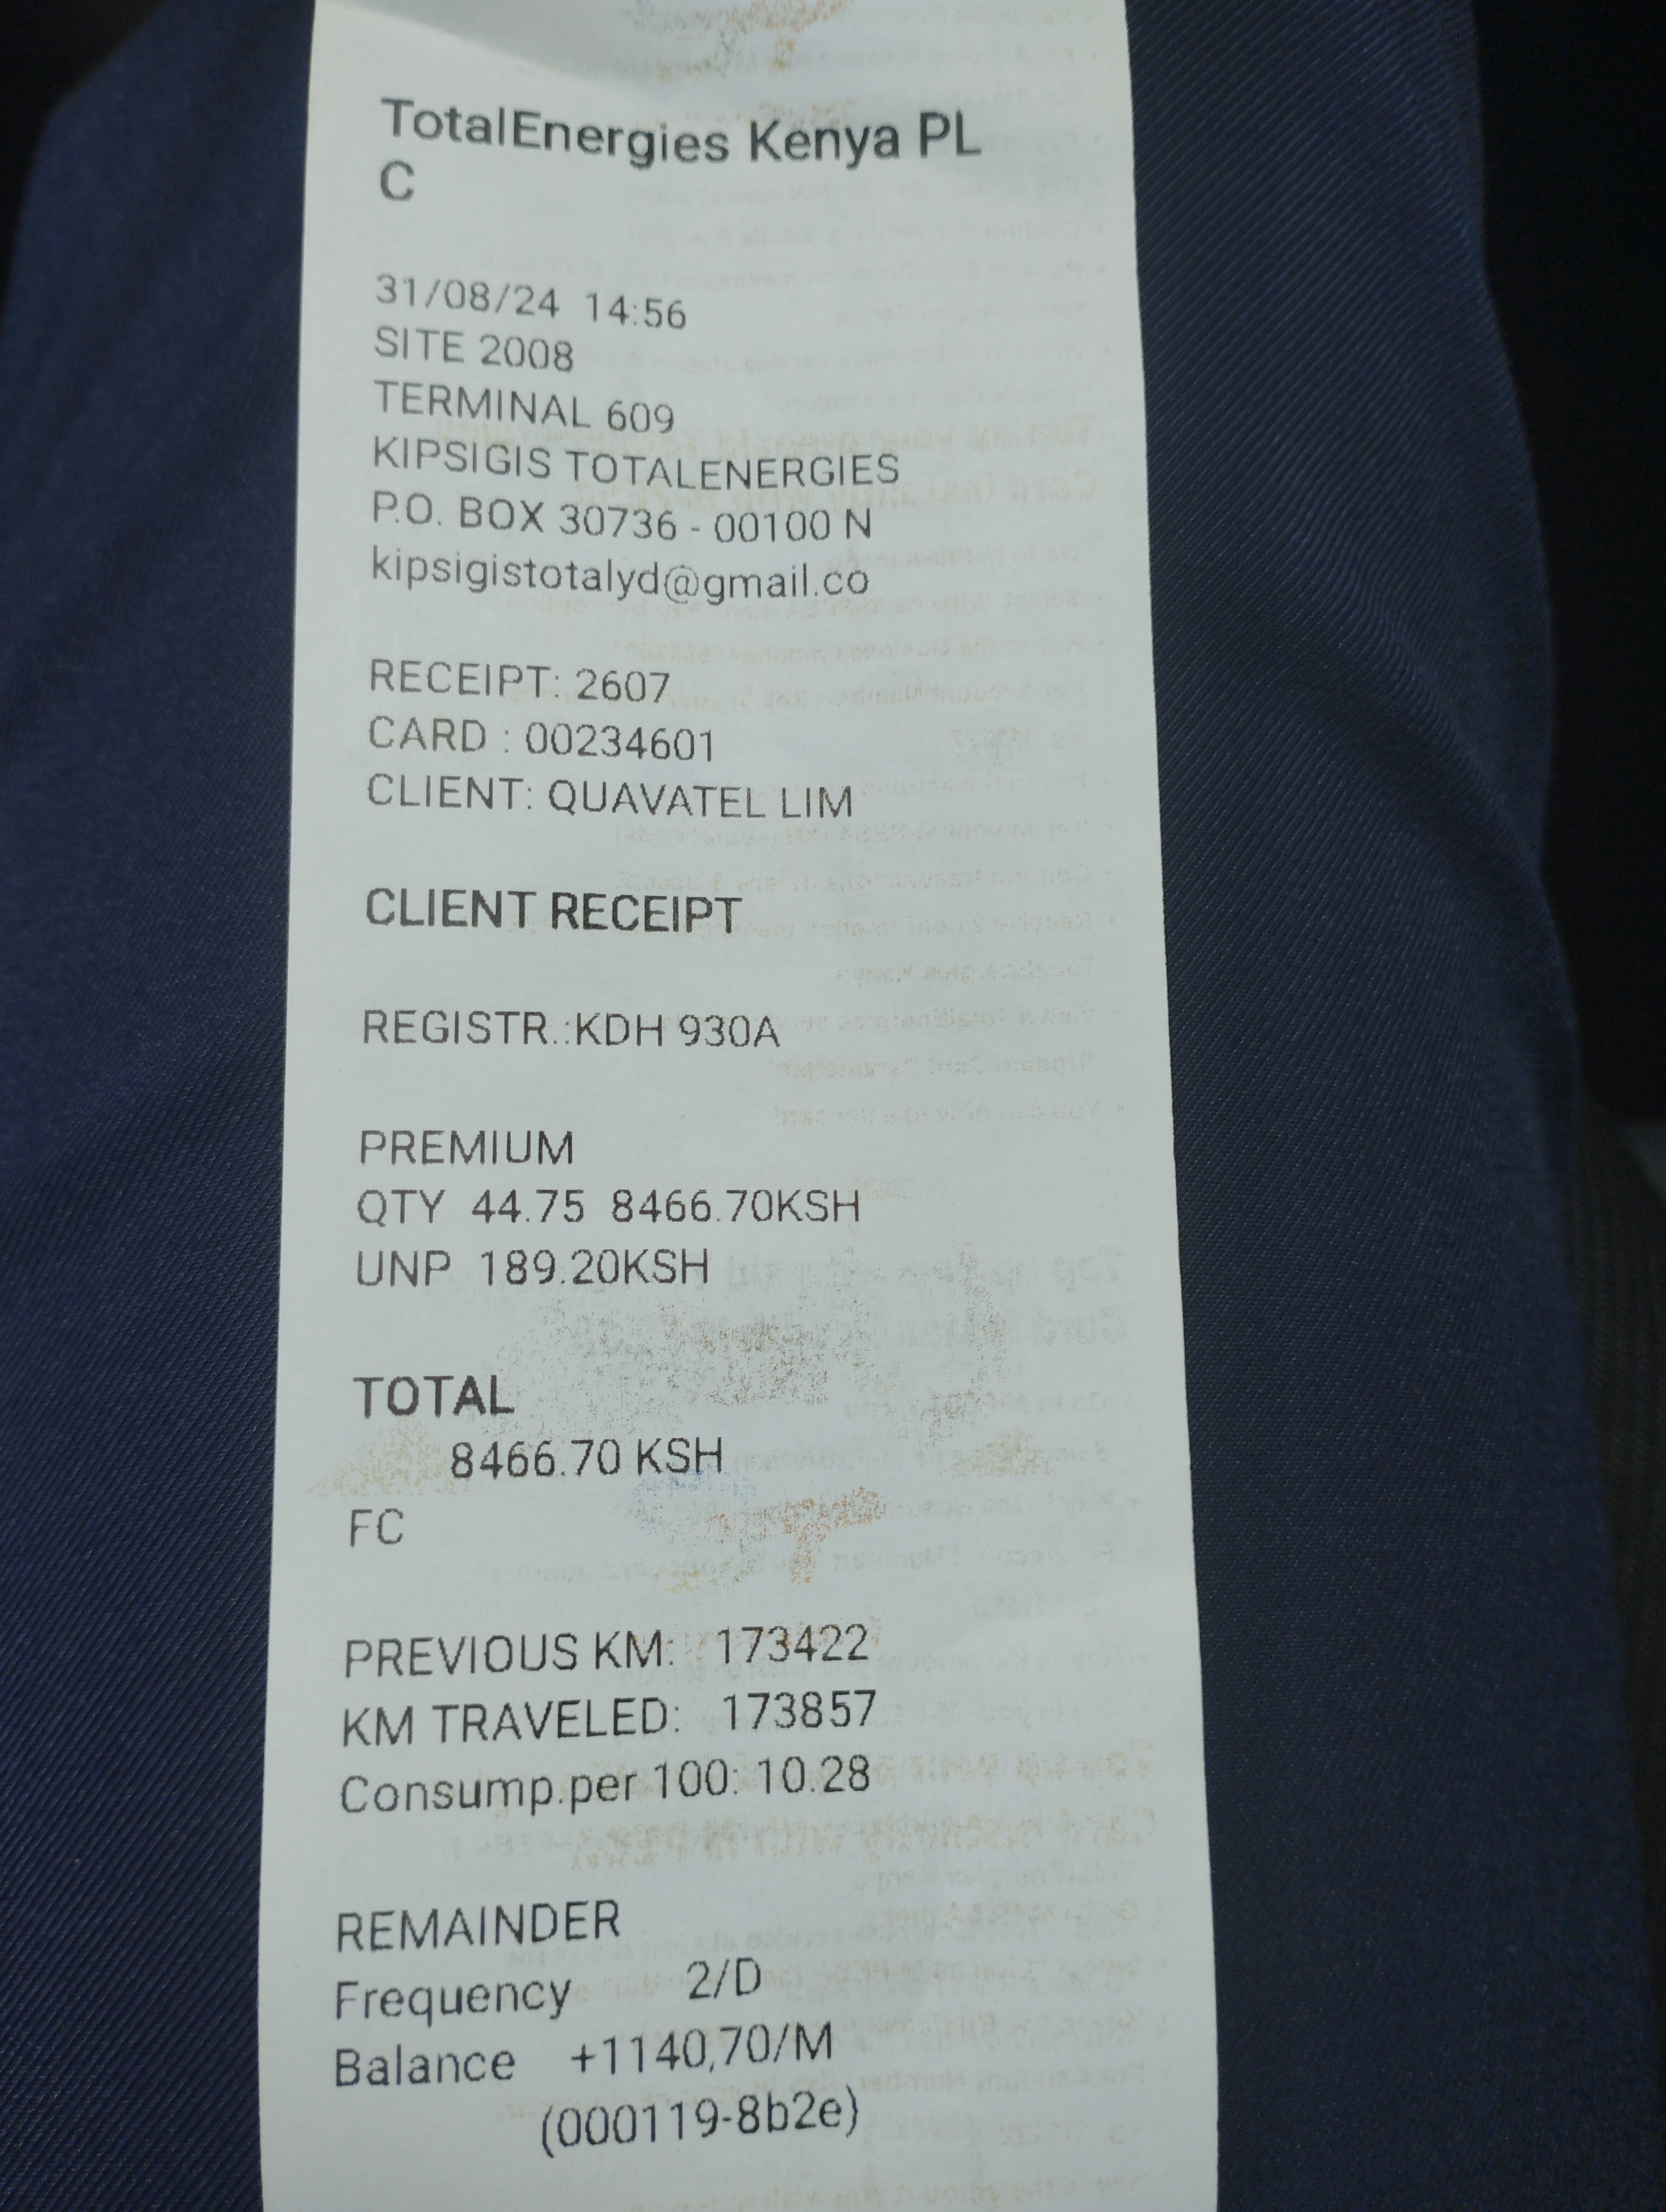 TotalEnergies Kenya PL
C
31/08/24 14:56
SITE 2008
TERMINAL 609
KIPSIGIS TOTALENERGIES
P.O. BOX 30736 - 00100 N
kipsigistotalyd@gmail.co
RECEIPT: 2607
CARD : 00234601
CLIENT: QUAVATEL LIM
CLIENT RECEIPT
REGISTR.:KDH 930A
PREMIUM
QTY 44.75 8466.70KSH
UNP 189.20KSH
TOTAL
8466.70 KSH
FC
PREVIOUS KM: 173422
KM TRAVELED: 173857
Consump.per 100: 10.28
REMAINDER
Frequency 2/D
Balance +1140,70/M
(000119-8b2e)